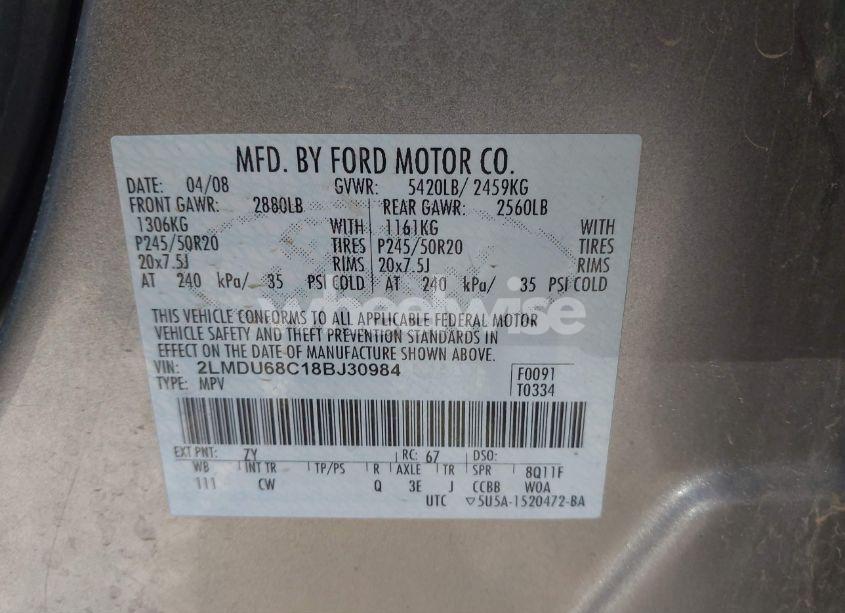 MFD. BY FORD MOTOR CO.
DATE: 04/08 GVWR: 5420LB/ 2459KG
FRONT GAWR: 2880LB REAR GAWR: 2560LB
1306KG WITH 1161KG WITH
P245/50R20 TIRES P245/50R20 TIRES
20x7.5J RIMS 20x7.5J RIMS
AT 240 kPa/ 35 PSI COLD AT 240 kPa/ 35 PSI COLD
wheelwise
THIS VEHICLE CONFORMS TO ALL APPLICABLE FEDERAL MOTOR
VEHICLE SAFETY AND THEFT PREVENTION STANDARDS IN
EFFECT ON THE DATE OF MANUFACTURE SHOWN ABOVE.
VIN: 2LMDU68C18BJ30984 F0091
TYPE: MPV T0334
EXT PNT: ZY RC: 67 DSO:
WB INT TR TP/PS R AXLE TR SPR 8Q11F
111 CW Q 3E J CCBB W0A
UTC ▽5U5A-1520472-BA